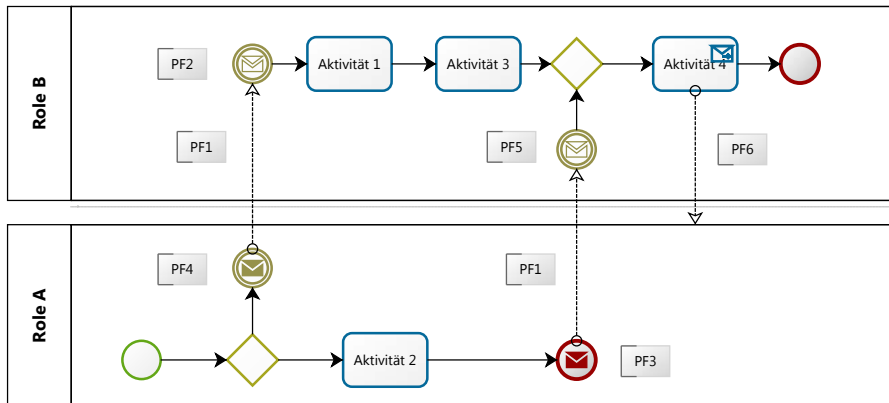 Role B
PF2
Aktivität 1
Aktivität 3
Aktivität 4
PF1
PF5
PF6
Role A
PF4
PF1
Aktivität 2
PF3